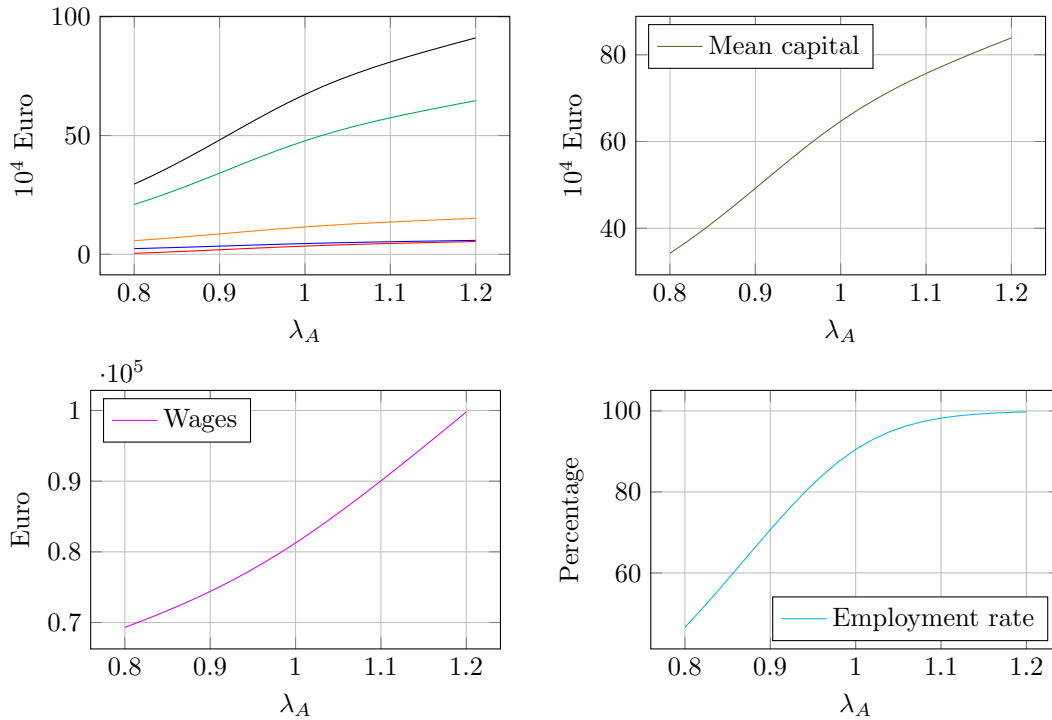 100
50
0
0.8 0.9 1 1.1 1.2
λ_A
10^4 Euro
Mean capital
80
60
40
0.8 0.9 1 1.1 1.2
λ_A
10^4 Euro
·10^5
Wages
1
0.9
0.8
0.7
0.8 0.9 1 1.1 1.2
λ_A
Euro
100
80
60
Employment rate
0.8 0.9 1 1.1 1.2
λ_A
Percentage